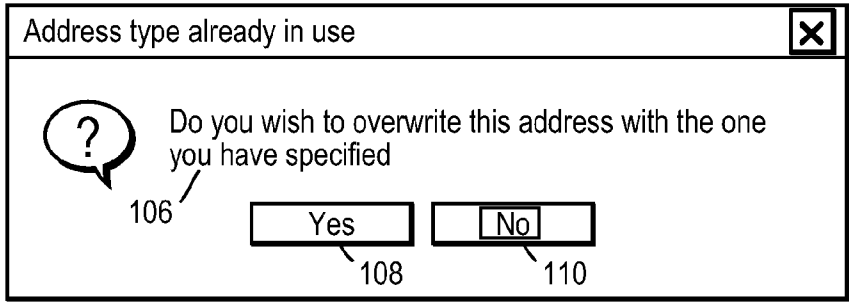 Address type already in use
?
Do you wish to overwrite this address with the one
you have specified
106
Yes No
108 110